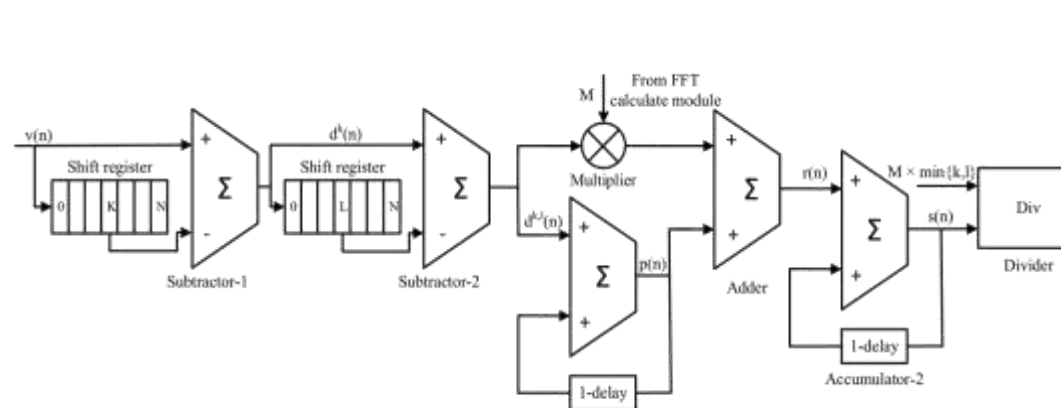 From FFT
calculate module
M
v(n)
Shift register
0 K N
+
-
Σ
Subtractor-1
d^k(n)
Shift register
0 L N
+
-
Σ
Subtractor-2
Multiplier
d^{k,l}(n)
+
+
Σ
p(n)
1-delay
+
+
Σ
Adder
r(n)
+
+
Σ
1-delay
Accumulator-2
M × min{k,l}
s(n)
Div
Divider